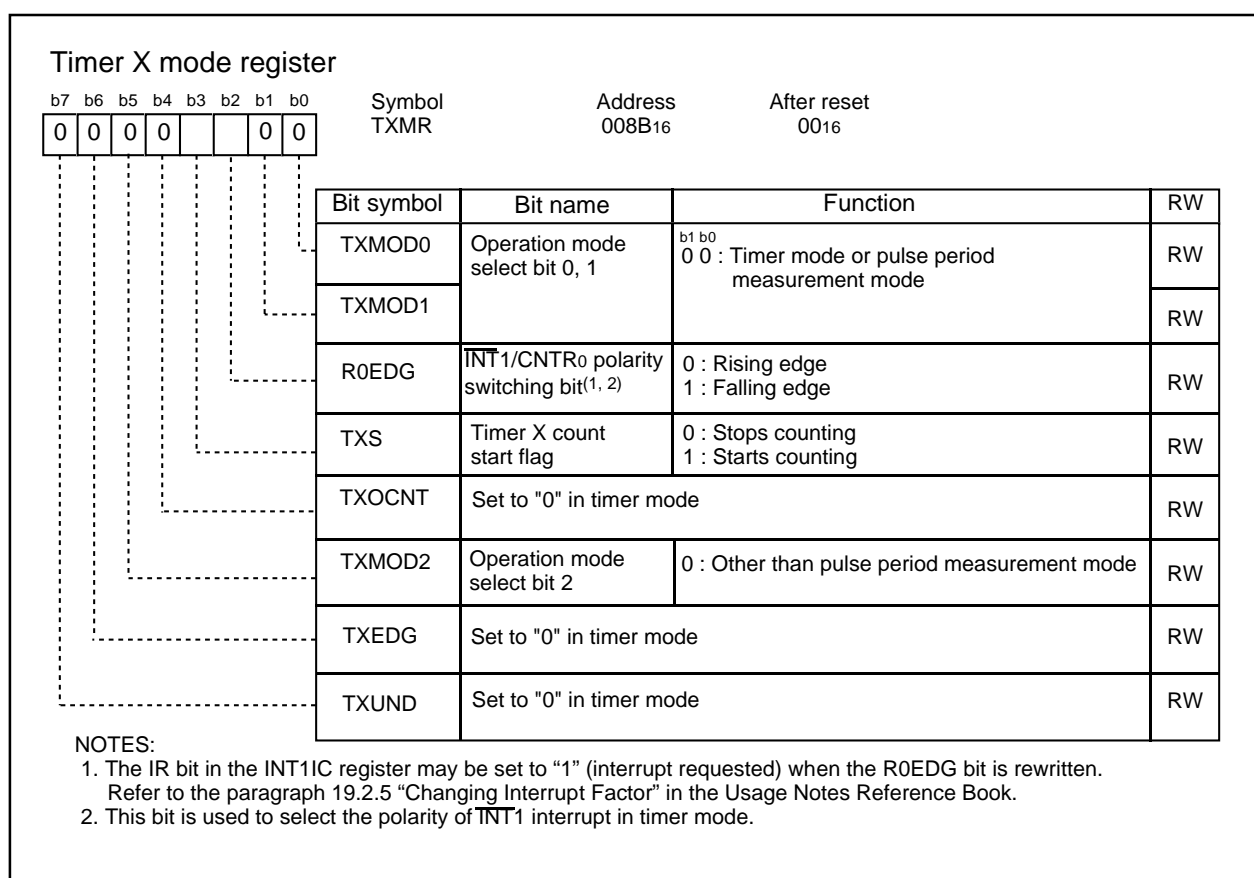 Timer X mode register
b7 b6 b5 b4 b3 b2 b1 b0
Symbol Address After reset
TXMR 008B16 0016
0 0 0 0 0 0
Bit symbol Bit name Function RW
TXMOD0 Operation mode select bit 0, 1 b1 b0
0 0 : Timer mode or pulse period measurement mode RW
TXMOD1 RW
R0EDG INT1/CNTR0 polarity switching bit(1, 2) 0 : Rising edge
1 : Falling edge RW
TXS Timer X count start flag 0 : Stops counting
1 : Starts counting RW
TXOCNT Set to "0" in timer mode RW
TXMOD2 Operation mode select bit 2 0 : Other than pulse period measurement mode RW
TXEDG Set to "0" in timer mode RW
TXUND Set to "0" in timer mode RW
NOTES:
1. The IR bit in the INT1IC register may be set to “1” (interrupt requested) when the R0EDG bit is rewritten.
Refer to the paragraph 19.2.5 “Changing Interrupt Factor” in the Usage Notes Reference Book.
2. This bit is used to select the polarity of INT1 interrupt in timer mode.